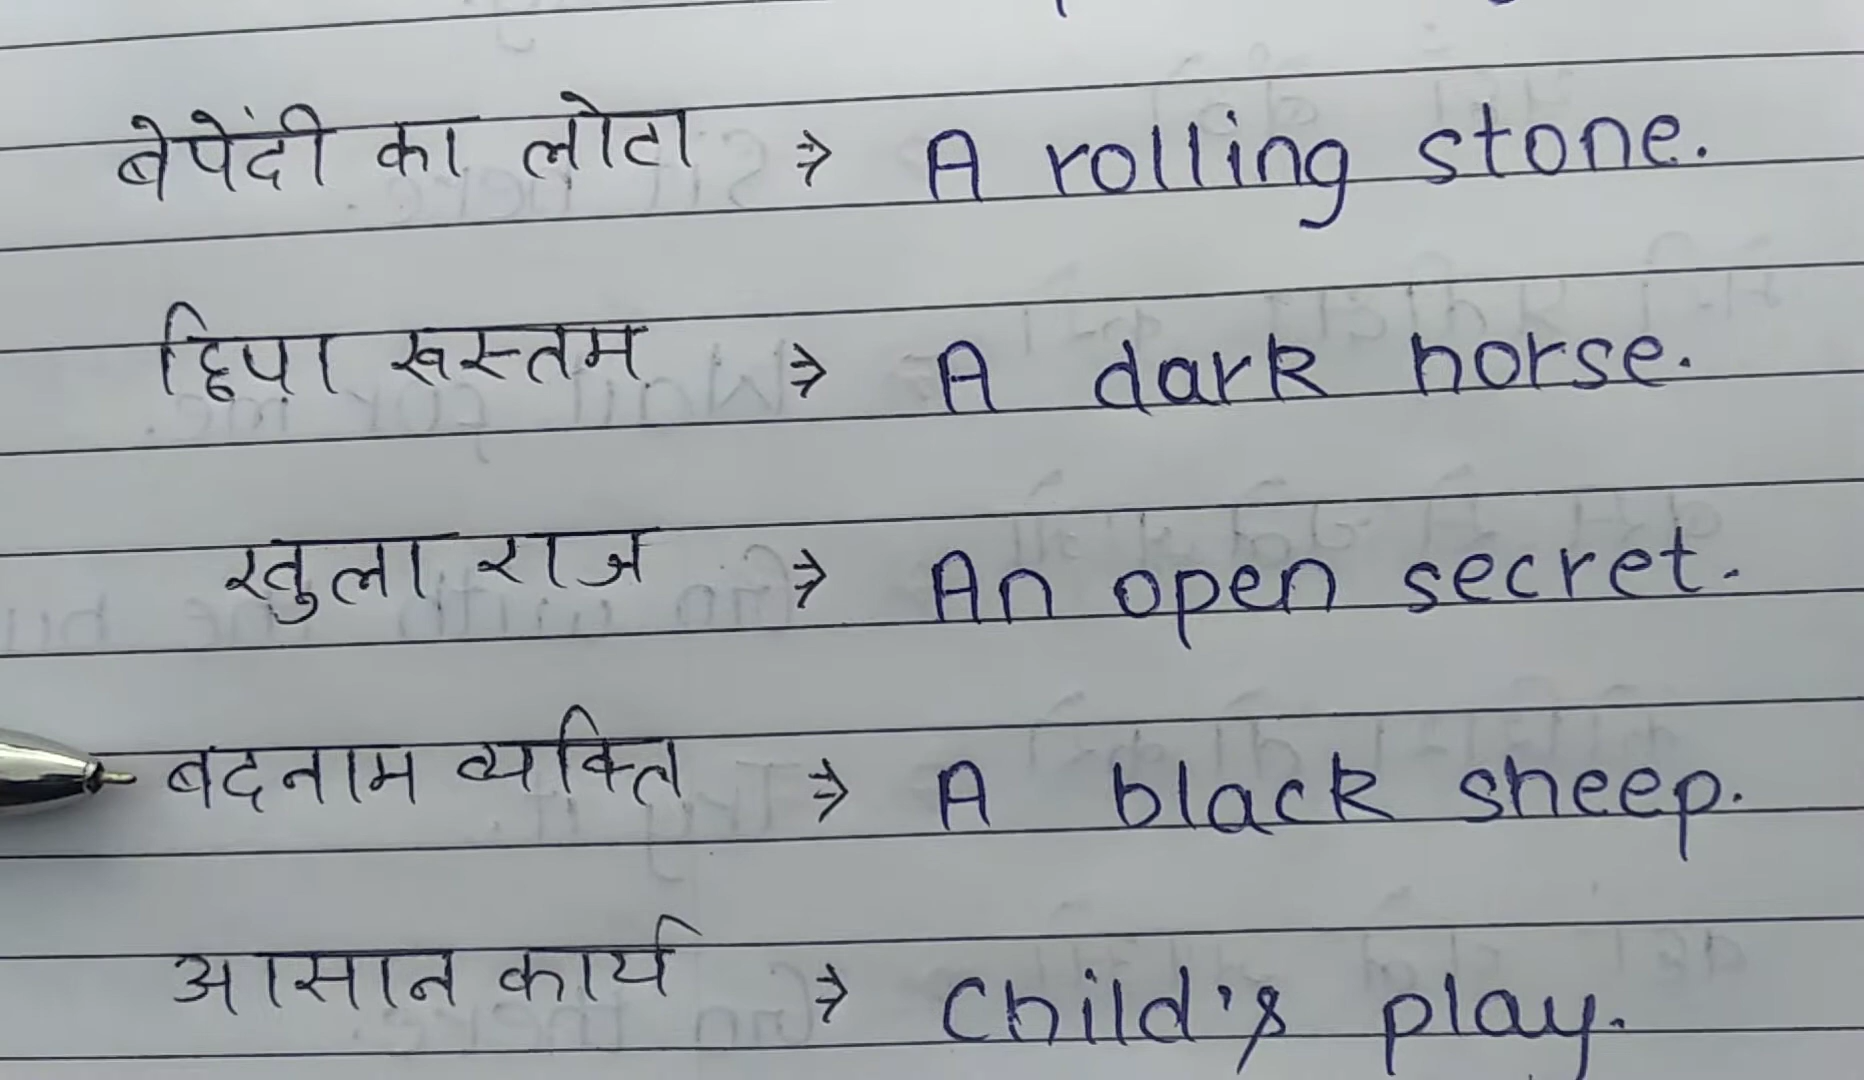 बेपेंदी का लोटा → A rolling stone.
छिपा रूस्तम → A dark horse.
खुला राज → An open secret.
बदनाम व्यक्ति → A black sheep.
आसान कार्य → Child's play.